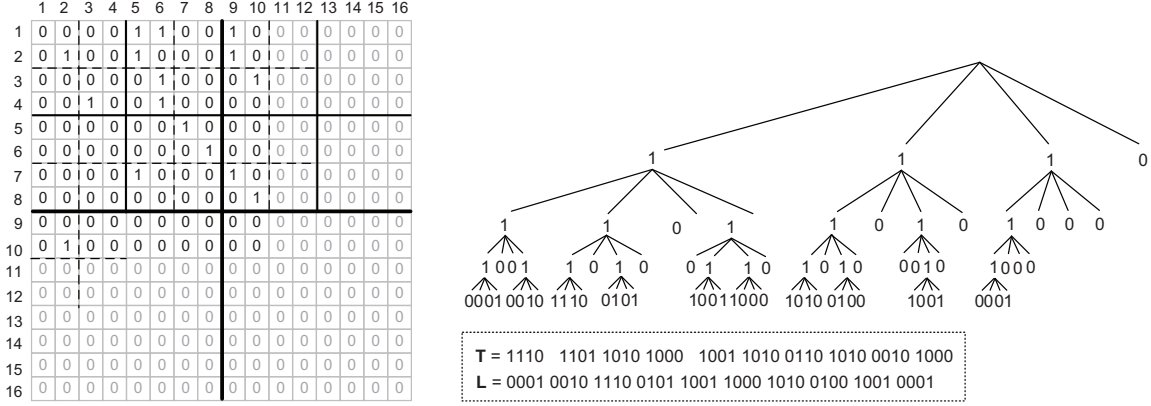 1 2 3 4 5 6 7 8 9 10 11 12 13 14 15 16
1 0 0 0 0 1 1 0 0 1 0 0 0 0 0 0 0
2 0 1 0 0 1 0 0 0 1 0 0 0 0 0 0 0
3 0 0 0 0 0 1 0 0 0 1 0 0 0 0 0 0
4 0 0 1 0 0 1 0 0 0 0 0 0 0 0 0 0
5 0 0 0 0 0 0 1 0 0 0 0 0 0 0 0 0
6 0 0 0 0 0 0 0 1 0 0 0 0 0 0 0 0
7 0 0 0 0 1 0 0 0 1 0 0 0 0 0 0 0
8 0 0 0 0 0 0 0 0 0 1 0 0 0 0 0 0
9 0 0 0 0 0 0 0 0 0 0 0 0 0 0 0 0
10 0 1 0 0 0 0 0 0 0 0 0 0 0 0 0 0
11 0 0 0 0 0 0 0 0 0 0 0 0 0 0 0 0
12 0 0 0 0 0 0 0 0 0 0 0 0 0 0 0 0
13 0 0 0 0 0 0 0 0 0 0 0 0 0 0 0 0
14 0 0 0 0 0 0 0 0 0 0 0 0 0 0 0 0
15 0 0 0 0 0 0 0 0 0 0 0 0 0 0 0 0
16 0 0 0 0 0 0 0 0 0 0 0 0 0 0 0 0
1 1 1 0
1 1 0 1 1 0 1 0 1 0 0 0
1 0 0 1 1 0 1 0 0 1 1 0 1 0 1 0 0 0 1 0 1 0 0 0
0001 0010 1110 0101 1001 1000 1010 0100 1001 0001
T = 1110 1101 1010 1000 1001 1010 0110 1010 0010 1000
L = 0001 0010 1110 0101 1001 1000 1010 0100 1001 0001